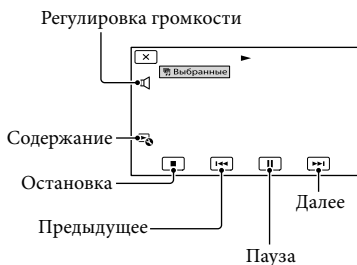 Регулировка громкости
Выбранные
Содержание
Остановка
Далее
Предыдущее
Пауза